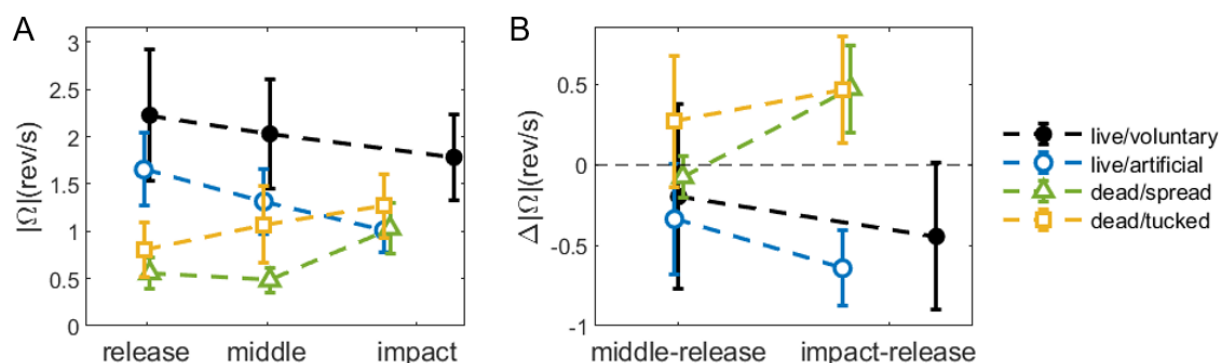 A
|Ω|(rev/s)
3
2.5
2
1.5
1
0.5
0
release middle impact
B
Δ|Ω|(rev/s)
0.5
0
-0.5
-1
middle-release impact-release
live/voluntary
live/artificial
dead/spread
dead/tucked